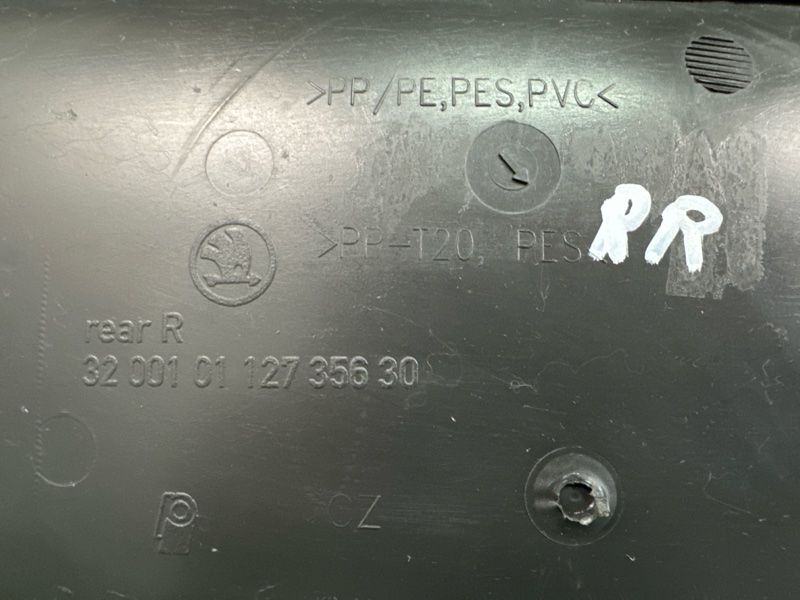 >PP/PE,PES,PVC<
>PP-T20, PES
RR
rear R
32 001 01 127 356 30
CZ